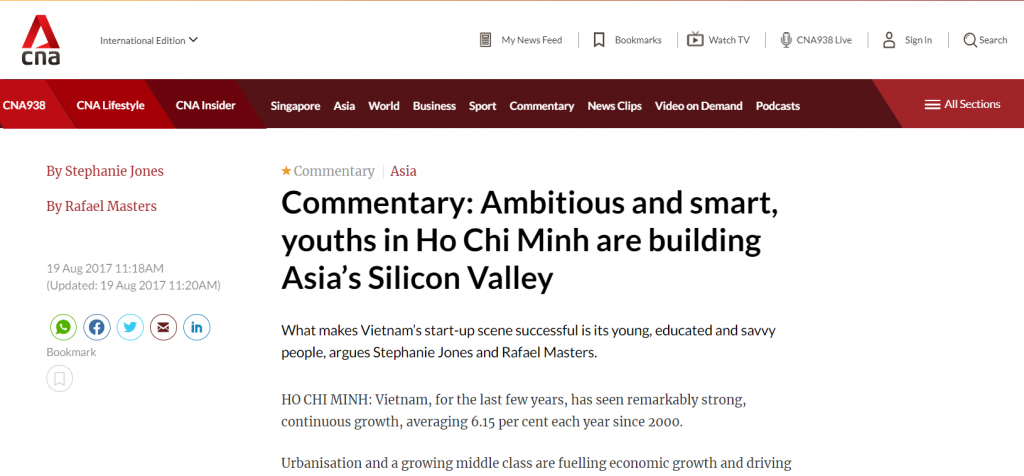 cna
International Edition
My News Feed
Bookmarks
Watch TV
CNA938 Live
Sign in
Search
CNA938
CNA Lifestyle
CNA Insider
Singapore
Asia
World
Business
Sport
Commentary
News Clips
Video on Demand
Podcasts
All Sections
By Stephanie Jones
By Rafael Masters
19 Aug 2017 11:18AM
(Updated: 19 Aug 2017 11:20AM)
Bookmark
Commentary
Asia
Commentary: Ambitious and smart,
youths in Ho Chi Minh are building
Asia’s Silicon Valley
What makes Vietnam’s start-up scene successful is its young, educated and savvy
people, argues Stephanie Jones and Rafael Masters.
HO CHI MINH: Vietnam, for the last few years, has seen remarkably strong,
continuous growth, averaging 6.15 per cent each year since 2000.
Urbanisation and a growing middle class are fuelling economic growth and driving